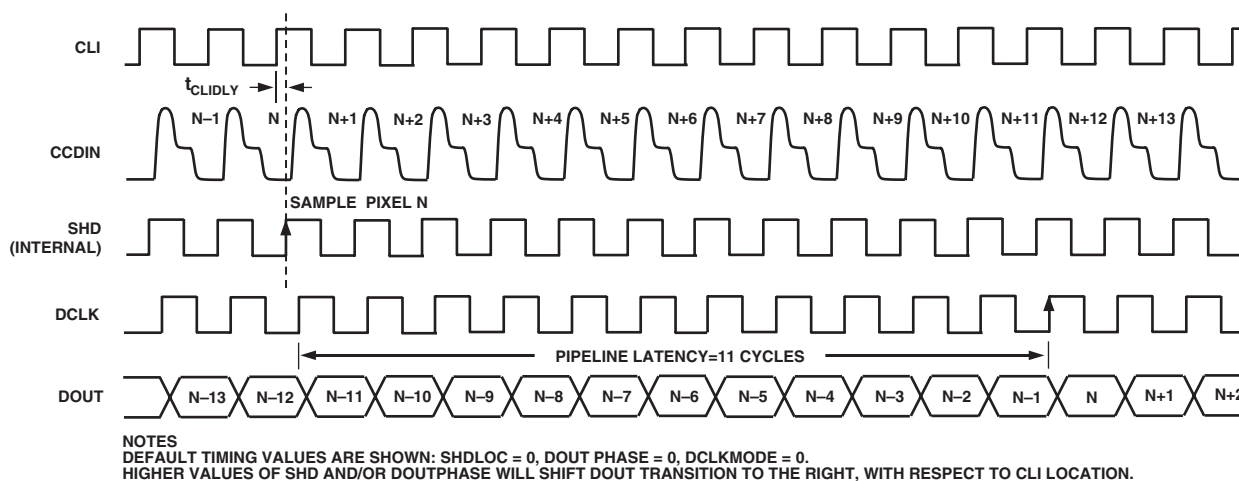 CLI
tCLIDLY
N–1 N N+1 N+2 N+3 N+4 N+5 N+6 N+7 N+8 N+9 N+10 N+11 N+12 N+13
CCDIN
SAMPLE PIXEL N
SHD
(INTERNAL)
DCLK
PIPELINE LATENCY=11 CYCLES
DOUT N–13 N–12 N–11 N–10 N–9 N–8 N–7 N–6 N–5 N–4 N–3 N–2 N–1 N N+1 N+2
NOTES
DEFAULT TIMING VALUES ARE SHOWN: SHDLOC = 0, DOUT PHASE = 0, DCLKMODE = 0.
HIGHER VALUES OF SHD AND/OR DOUTPHASE WILL SHIFT DOUT TRANSITION TO THE RIGHT, WITH RESPECT TO CLI LOCATION.